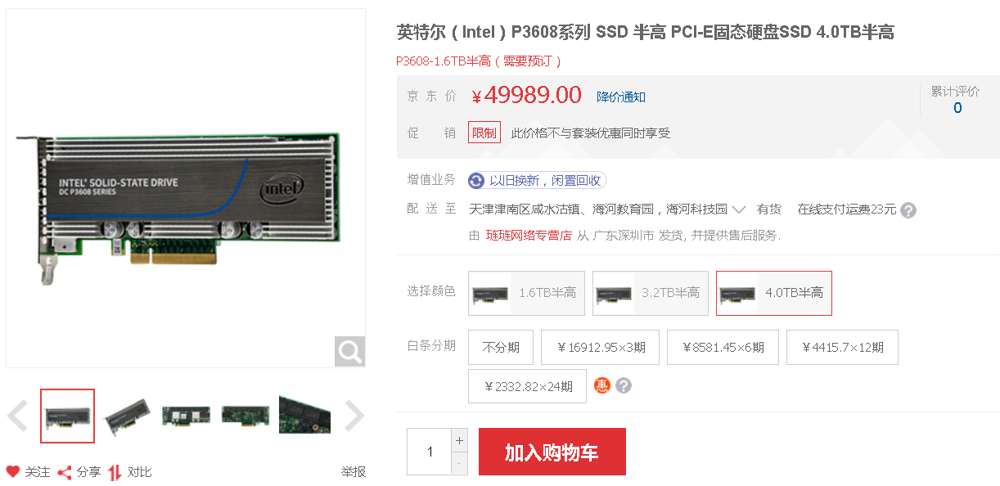 英特尔（Intel）P3608系列 SSD 半高 PCI-E固态硬盘SSD 4.0TB半高
P3608-1.6TB半高（需要预订）
京 东 价 ￥49989.00 降价通知
累计评价
0
促 销 限制 此价格不与套装优惠同时享受
增值业务 以旧换新，闲置回收
配 送 至 天津津南区咸水沽镇、海河教育园，海河科技园 有货 在线支付运费23元 ?
由 琏琏网络专营店 从 广东深圳市 发货, 并提供售后服务.
选择颜色 1.6TB半高 3.2TB半高 4.0TB半高
白条分期 不分期 ￥16912.95×3期 ￥8581.45×6期 ￥4415.7×12期
￥2332.82×24期 惠 ?
1 + -
加入购物车
INTEL® SOLID-STATE DRIVE
DC P3608 SERIES
intel
关注 分享 对比 举报